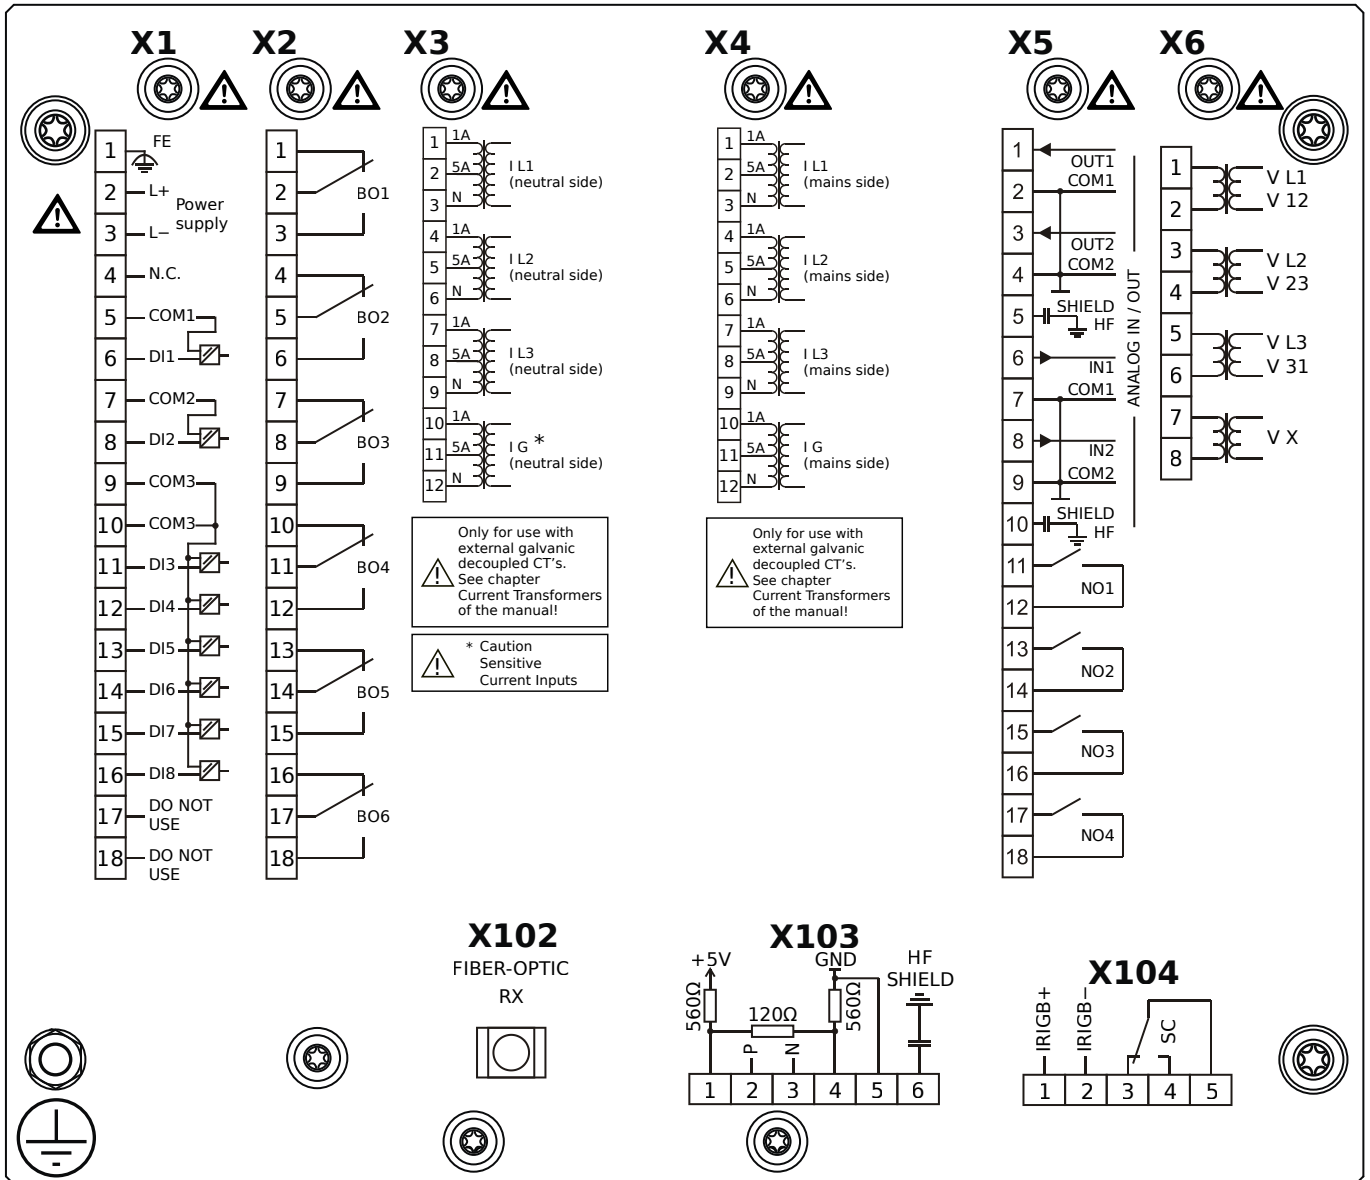 X1
1
FE
2
L+
3
L−
Power
supply
4
N.C.
5
COM1
6
DI1
7
COM2
8
DI2
9
COM3
10
COM3
11
DI3
12
DI4
13
DI5
14
DI6
15
DI7
16
DI8
17
DO NOT
USE
18
DO NOT
USE
X2
1
2
BO1
3
4
5
BO2
6
7
8
BO3
9
10
11
BO4
12
13
14
BO5
15
16
17
BO6
18
X3
1
1A
2
5A
3
N
I L1
(neutral side)
4
1A
5
5A
6
N
I L2
(neutral side)
7
1A
8
5A
9
N
I L3
(neutral side)
10
1A
11
5A
12
N
I G *
(neutral side)
Only for use with
external galvanic
decoupled CT's.
See chapter
Current Transformers
of the manual!
* Caution
Sensitive
Current Inputs
X4
1
1A
2
5A
3
N
I L1
(mains side)
4
1A
5
5A
6
N
I L2
(mains side)
7
1A
8
5A
9
N
I L3
(mains side)
10
1A
11
5A
12
N
I G
(mains side)
Only for use with
external galvanic
decoupled CT's.
See chapter
Current Transformers
of the manual!
X5
1
OUT1
2
COM1
3
OUT2
4
COM2
5
SHIELD
HF
6
IN1
7
COM1
8
IN2
9
COM2
10
SHIELD
HF
ANALOG IN / OUT
11
NO1
12
13
NO2
14
15
NO3
16
17
NO4
18
X6
1
2
V L1
V 12
3
4
V L2
V 23
5
6
V L3
V 31
7
8
V X
X102
FIBER-OPTIC
RX
X103
+5V
GND
HF
SHIELD
560Ω
120Ω
560Ω
P
N
1 2 3 4 5 6
X104
IRIGB+
IRIGB−
SC
1 2 3 4 5